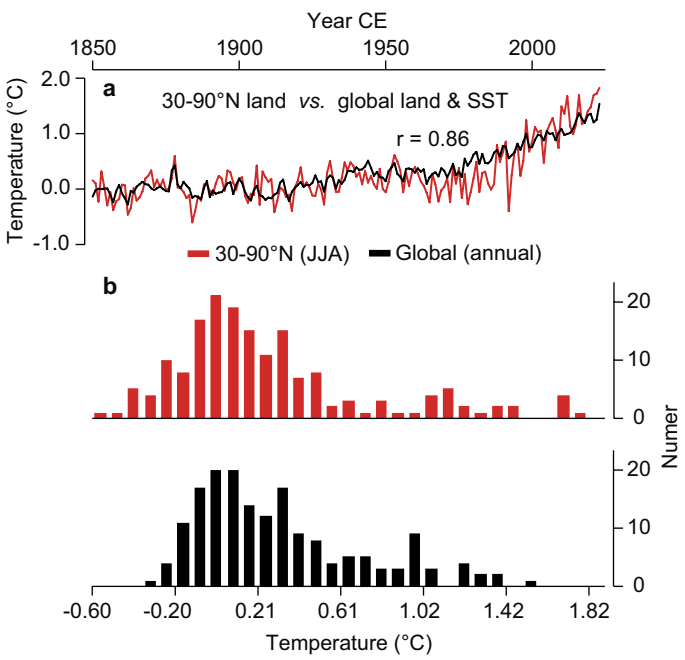 Year CE
1850 1900 1950 2000
a
30-90°N land vs. global land & SST
r = 0.86
2.0
1.0
0.0
-1.0
Temperature (°C)
30-90°N (JJA) Global (annual)
b
20
10
0
20
10
0
Numer
-0.60 -0.20 0.21 0.61 1.02 1.42 1.82
Temperature (°C)